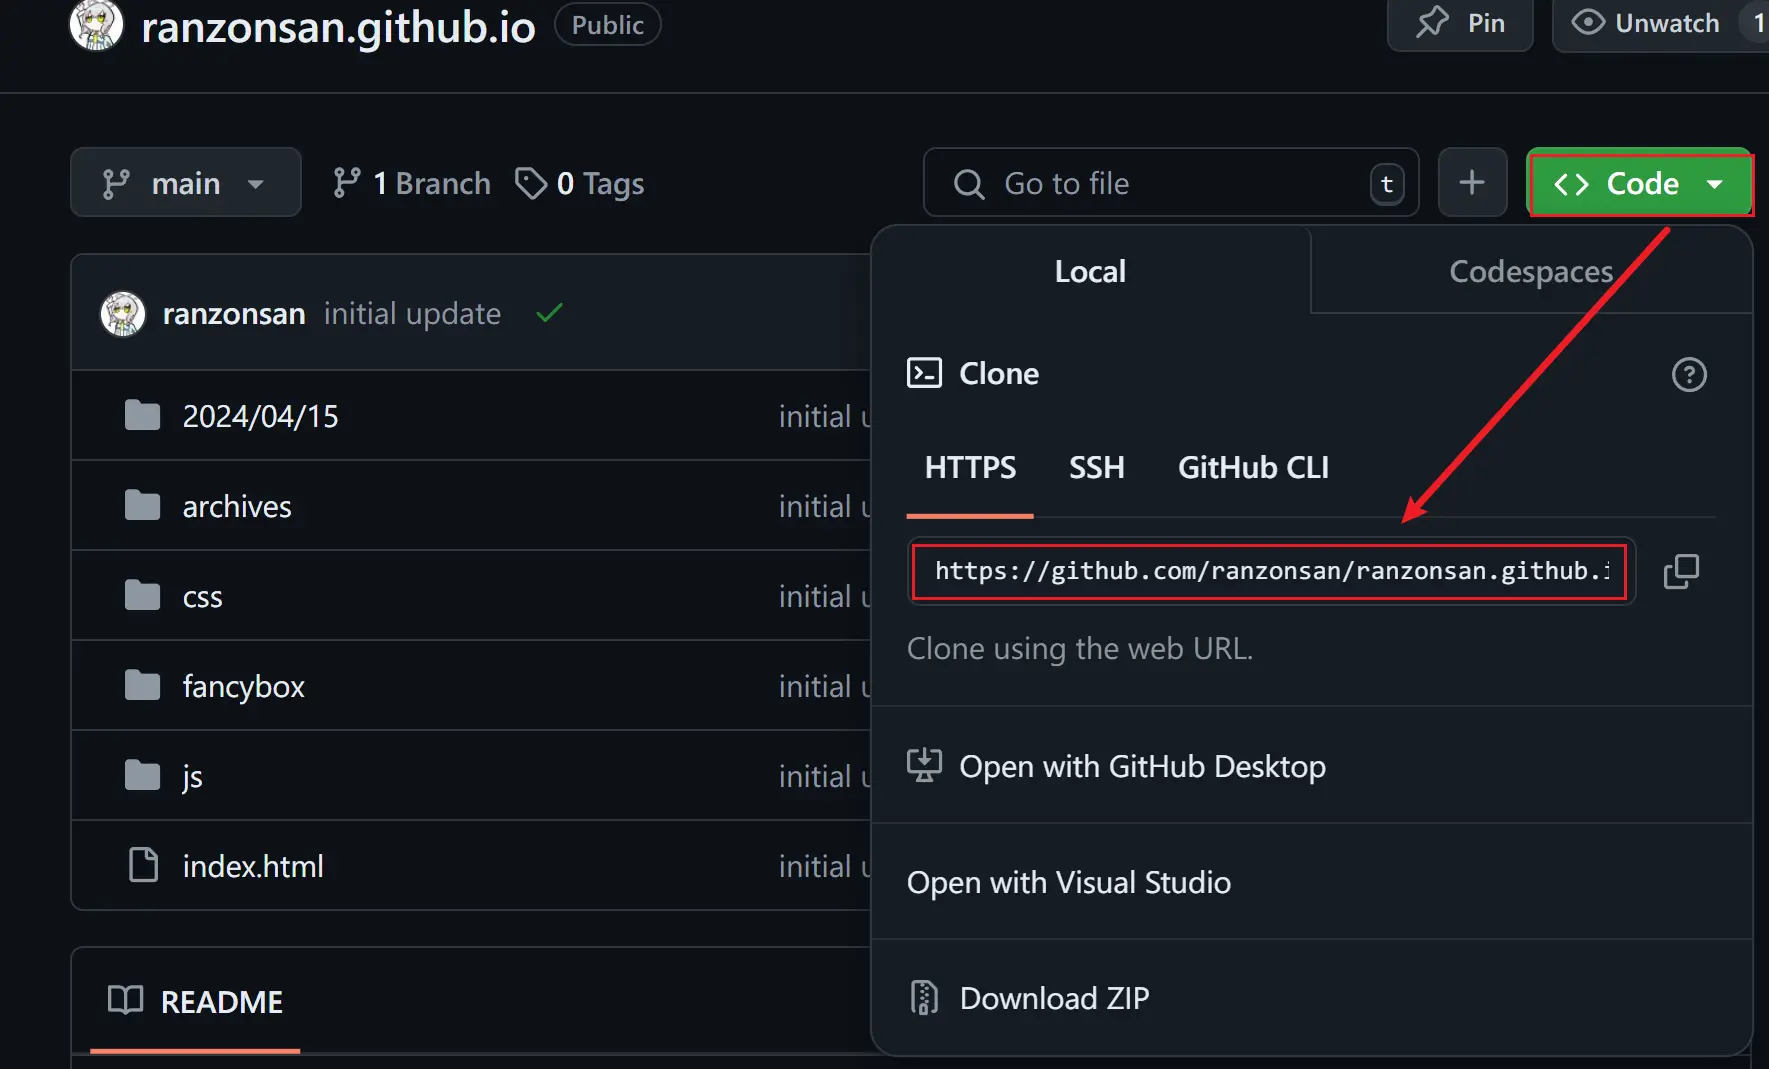 ranzonsan.github.io Public Pin Unwatch 1
main 1 Branch 0 Tags Go to file t + Code
Local Codespaces
ranzonsan initial update
Clone
2024/04/15 initial
HTTPS SSH GitHub CLI
archives initial
https://github.com/ranzonsan/ranzonsan.github.i
css initial
Clone using the web URL.
fancybox initial
Open with GitHub Desktop
js initial
index.html initial
Open with Visual Studio
README
Download ZIP